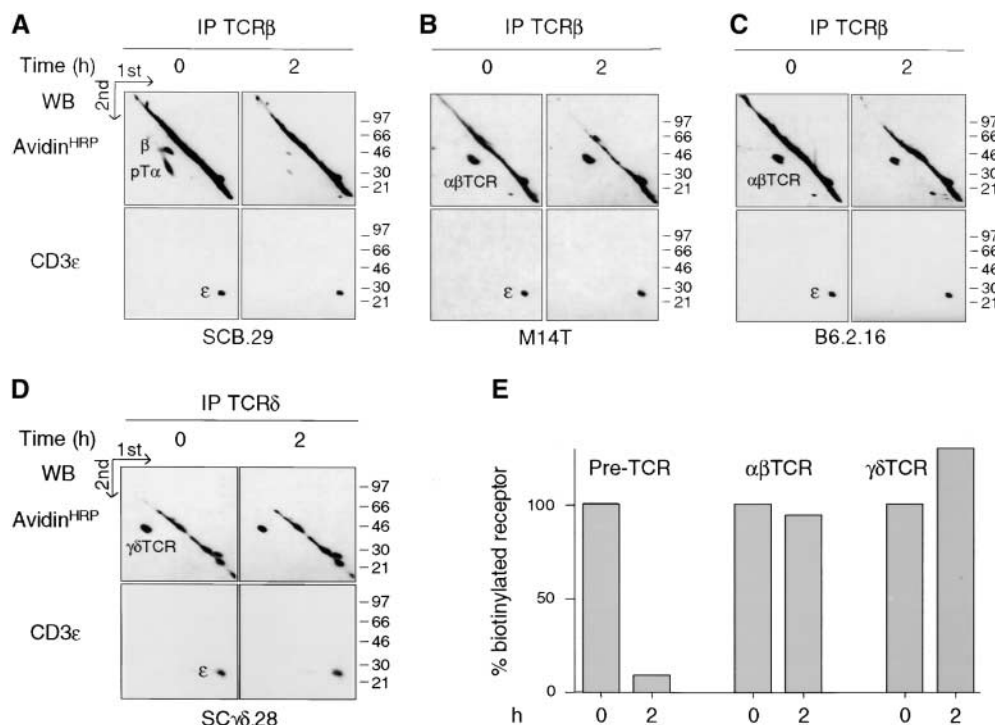 A
IP TCRβ
Time (h) 0 2
1st
2nd
WB
Avidin HRP
β
pTα
97
66
46
30
21
CD3ε
ε
97
66
46
30
21
SCB.29
B
IP TCRβ
0 2
αβTCR
97
66
46
30
21
ε
97
66
46
30
21
M14T
C
IP TCRβ
0 2
αβTCR
97
66
46
30
21
ε
97
66
46
30
21
B6.2.16
D
IP TCRδ
Time (h) 0 2
1st
2nd
WB
Avidin HRP
γδTCR
97
66
46
30
21
CD3ε
ε
97
66
46
30
21
SCγδ.28
E
Pre-TCR αβTCR γδTCR
% biotinylated receptor
100
50
0
h 0 2 0 2 0 2